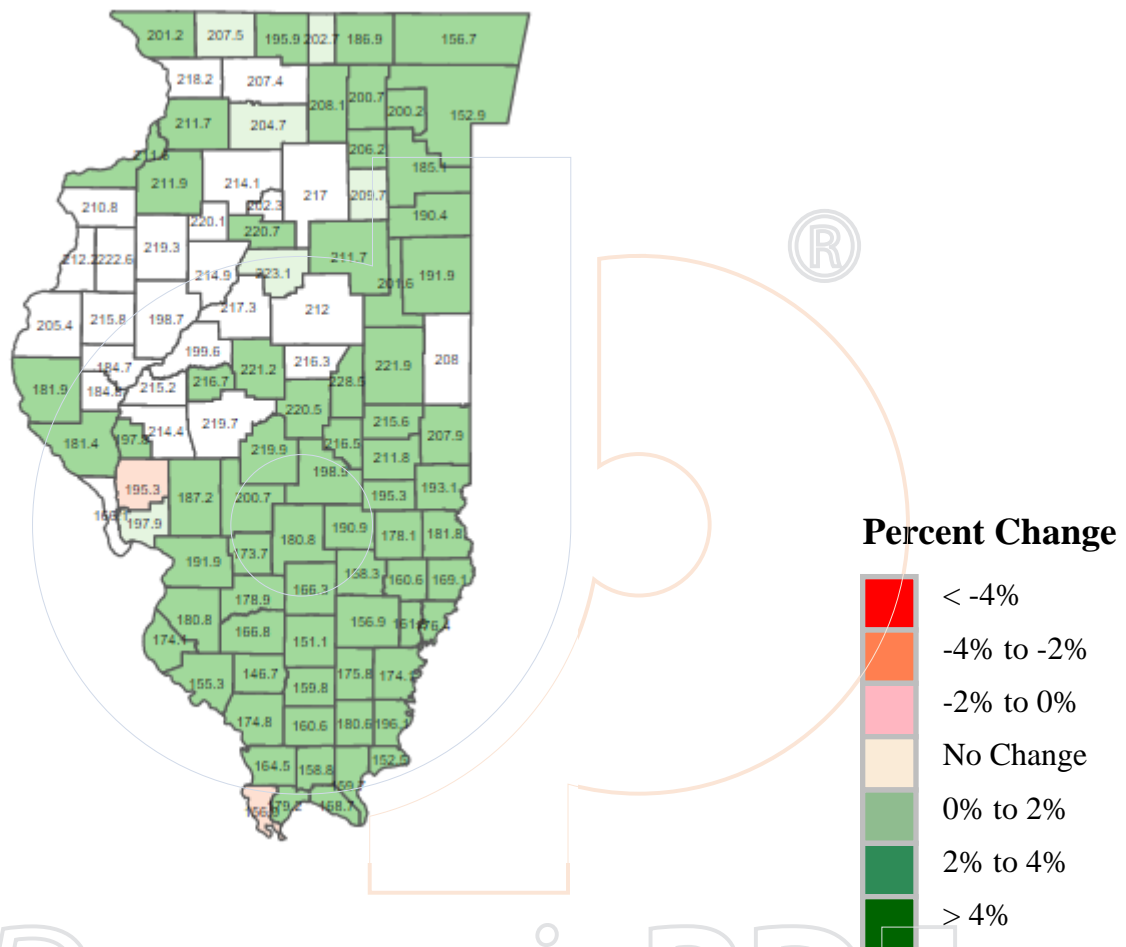 201.2 207.5 195.9 202.7 186.9 156.7
218.2 207.4
208.1 200.7 200.2 152.9
211.7 204.7
206.2
185.1
211.9 214.1 217 209.7
210.8 202.3
220.1 220.7 190.4
219.3
212.2 222.6 214.9 223.1 211.7 201.6 191.9
205.4 215.8 198.7 217.3 212
199.6
184.7 216.3 221.9 208
181.9 184.8 215.2 216.7 221.2 228.5
220.5
181.4 197.8 214.4 219.7 215.6 207.9
219.9 216.5 211.8
198.5
195.3 187.2 200.7 195.3 193.1
197.9 190.9
191.9 173.7 180.8 178.1 181.8
166.3 160.6 169.1
178.9
180.8 166.8 156.9
174.1 151.1
155.3 146.7 159.8 175.8 174.1
174.8 160.6 180.6 196.1
164.5 158.8
168.7
®
Percent Change
< -4%
-4% to -2%
-2% to 0%
No Change
0% to 2%
2% to 4%
> 4%